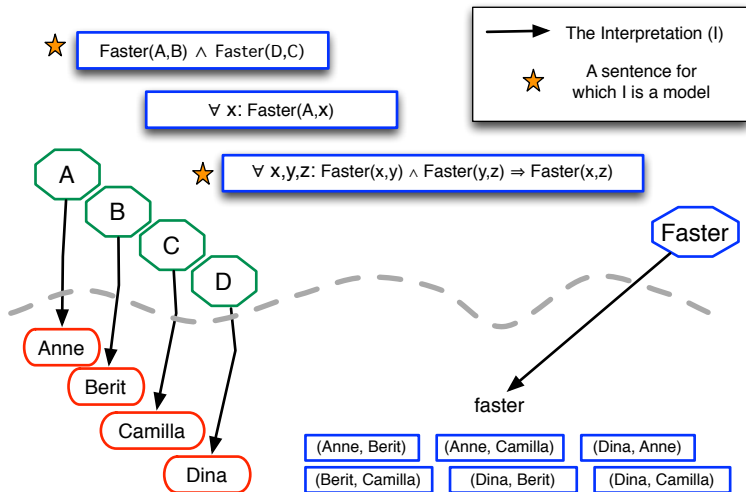 Faster(A,B) ∧ Faster(D,C)
The Interpretation (I)
A sentence for
which I is a model
∀ x: Faster(A,x)
∀ x,y,z: Faster(x,y) ∧ Faster(y,z) ⇒ Faster(x,z)
A
B
C
D
Faster
Anne
Berit
Camilla
Dina
faster
(Anne, Berit)
(Anne, Camilla)
(Dina, Anne)
(Berit, Camilla)
(Dina, Berit)
(Dina, Camilla)